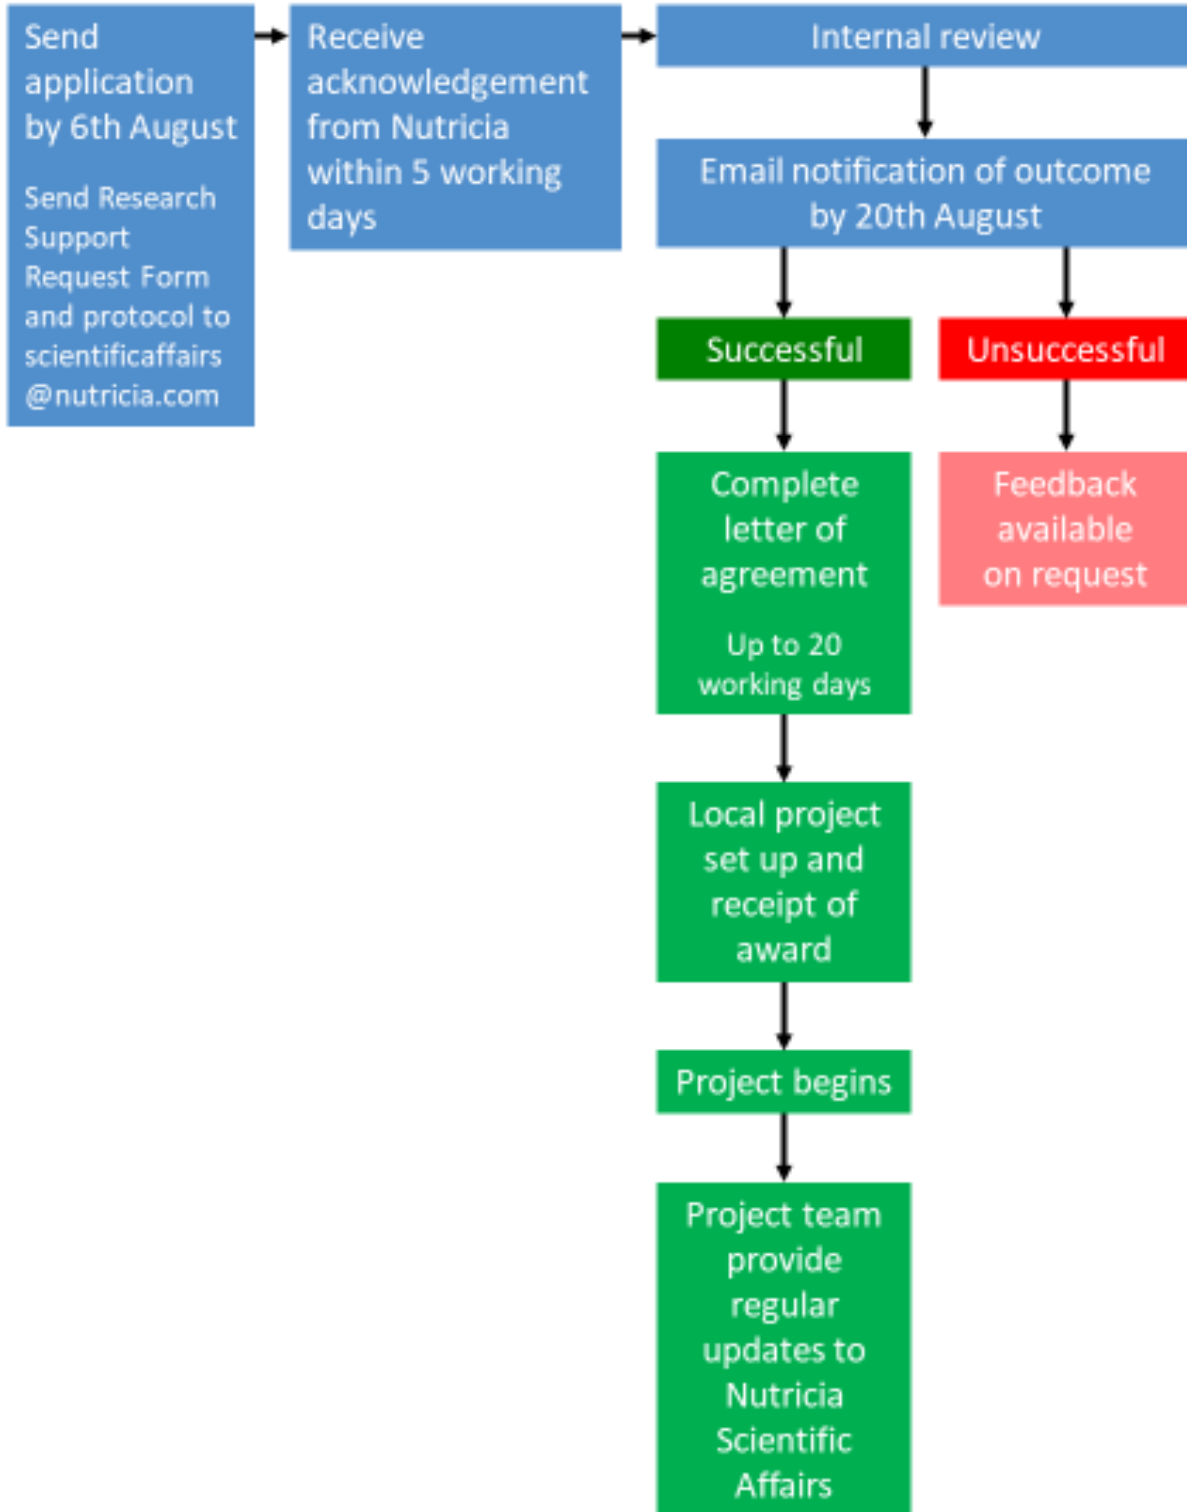 Send
application
by 6th August
Send Research
Support
Request Form
and protocol to
scientificaffairs
@nutricia.com
Receive
acknowledgement
from Nutricia
within 5 working
days
Internal review
Email notification of outcome
by 20th August
Successful
Unsuccessful
Complete
letter of
agreement
Up to 20
working days
Feedback
available
on request
Local project
set up and
receipt of
award
Project begins
Project team
provide
regular
updates to
Nutricia
Scientific
Affairs